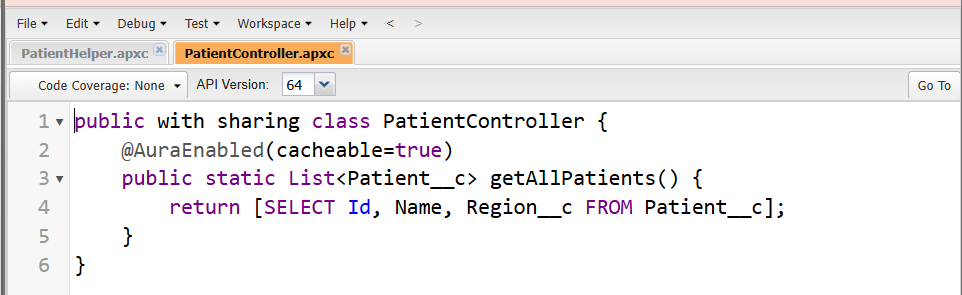 File Edit Debug Test Workspace Help < >
PatientHelper.apxc PatientController.apxc
Code Coverage: None API Version: 64 Go To
1 public with sharing class PatientController {
2 @AuraEnabled(cacheable=true)
3 public static List<Patient__c> getAllPatients() {
4 return [SELECT Id, Name, Region__c FROM Patient__c];
5 }
6 }